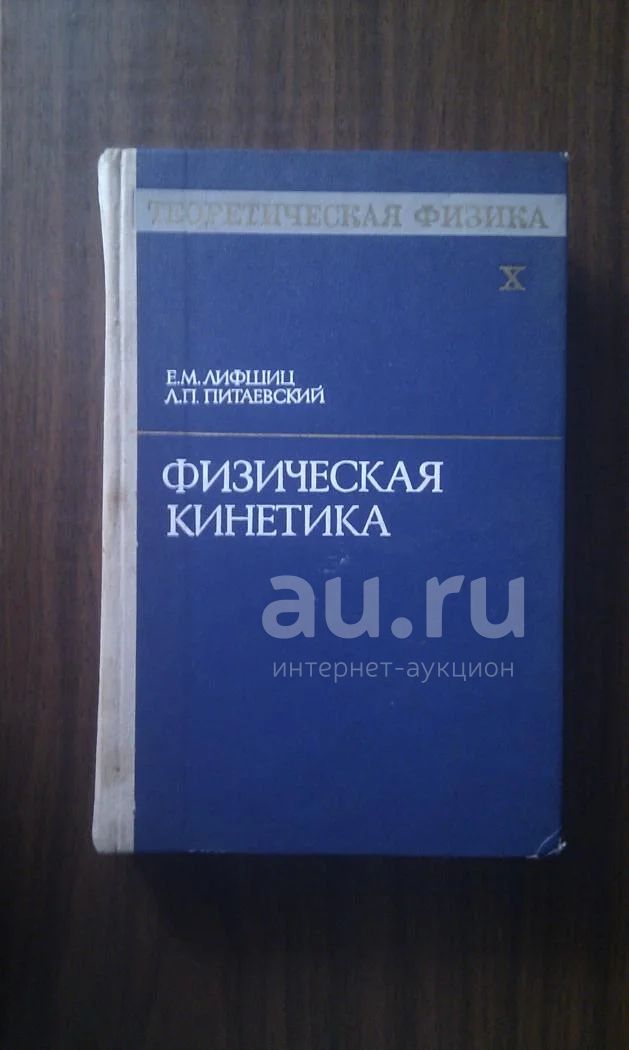 ТЕОРЕТИЧЕСКАЯ ФИЗИКА
X
Е.М. ЛИФШИЦ
Л.П. ПИТАЕВСКИЙ
ФИЗИЧЕСКАЯ
КИНЕТИКА
au.ru
интернет-аукцион